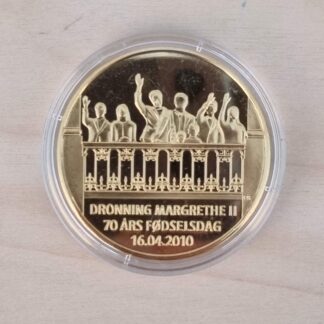 DRONNING MARGRETHE II
70 ÅRS FØDSELSDAG
16.04.2010